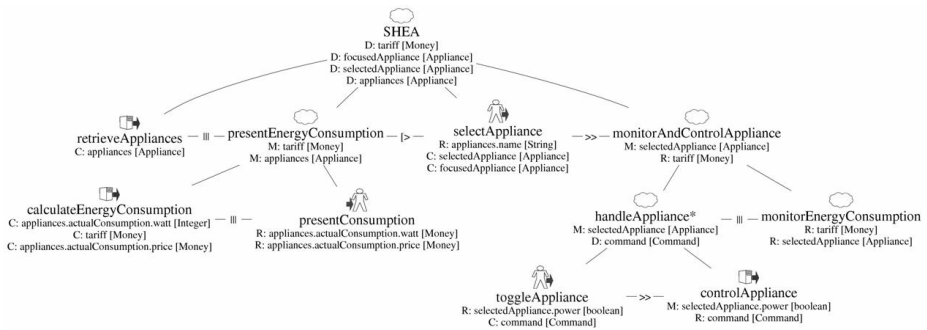 SHEA
D: tariff [Money]
D: focusedAppliance [Appliance]
D: selectedAppliance [Appliance]
D: appliances [Appliance]
retrieveAppliances
C: appliances [Appliance]
|||
presentEnergyConsumption
M: tariff [Money]
M: appliances [Appliance]
|>
selectAppliance
R: appliances.name [String]
C: selectedAppliance [Appliance]
C: focusedAppliance [Appliance]
>>
monitorAndControlAppliance
M: selectedAppliance [Appliance]
R: tariff [Money]
calculateEnergyConsumption
C: appliances.actualConsumption.watt [Integer]
C: tariff [Money]
C: appliances.actualConsumption.price [Money]
|||
presentConsumption
R: appliances.actualConsumption.watt [Money]
R: appliances.actualConsumption.price [Money]
handleAppliance*
M: selectedAppliance [Appliance]
D: command [Command]
|||
monitorEnergyConsumption
R: tariff [Money]
R: selectedAppliance [Appliance]
toggleAppliance
R: selectedAppliance.power [boolean]
C: command [Command]
>>
controlAppliance
M: selectedAppliance.power [boolean]
R: command [Command]